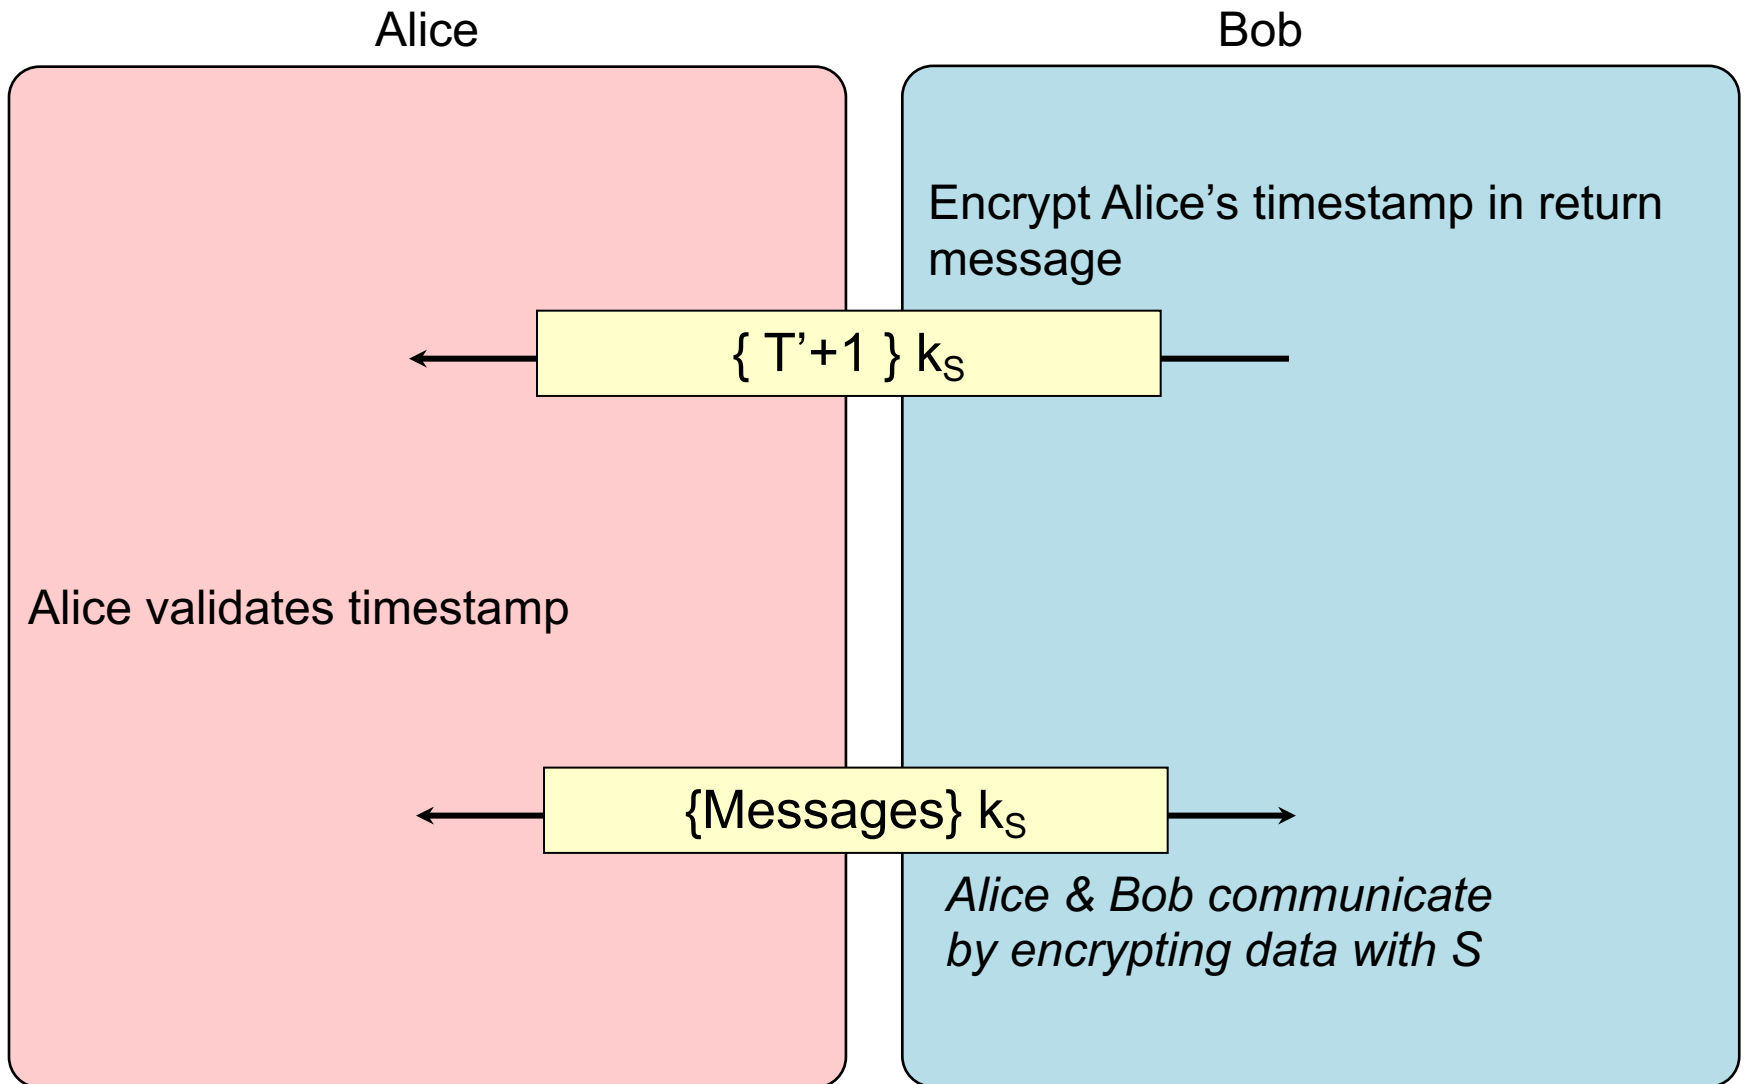 Alice
Bob
Encrypt Alice’s timestamp in return
message
{ T’+1 } kS
Alice validates timestamp
{Messages} kS
Alice & Bob communicate
by encrypting data with S